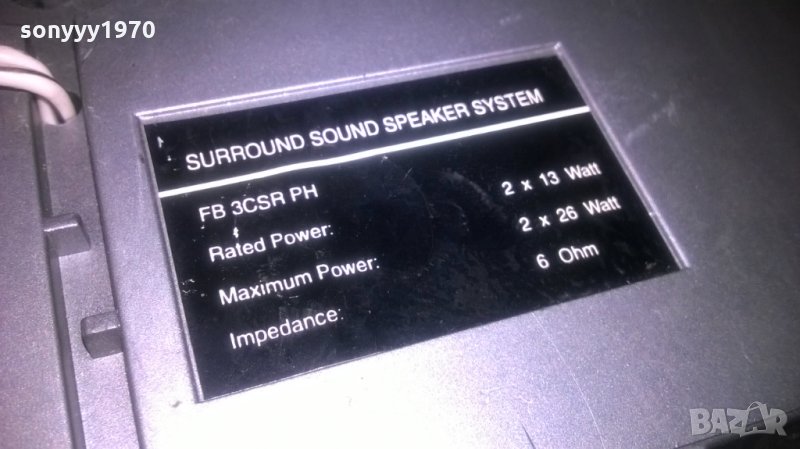 sonyyy1970
SURROUND SOUND SPEAKER SYSTEM
FB 3CSR PH
Rated Power: 2 x 13 Watt
Maximum Power: 2 x 26 Watt
Impedance: 6 Ohm
BAZAR